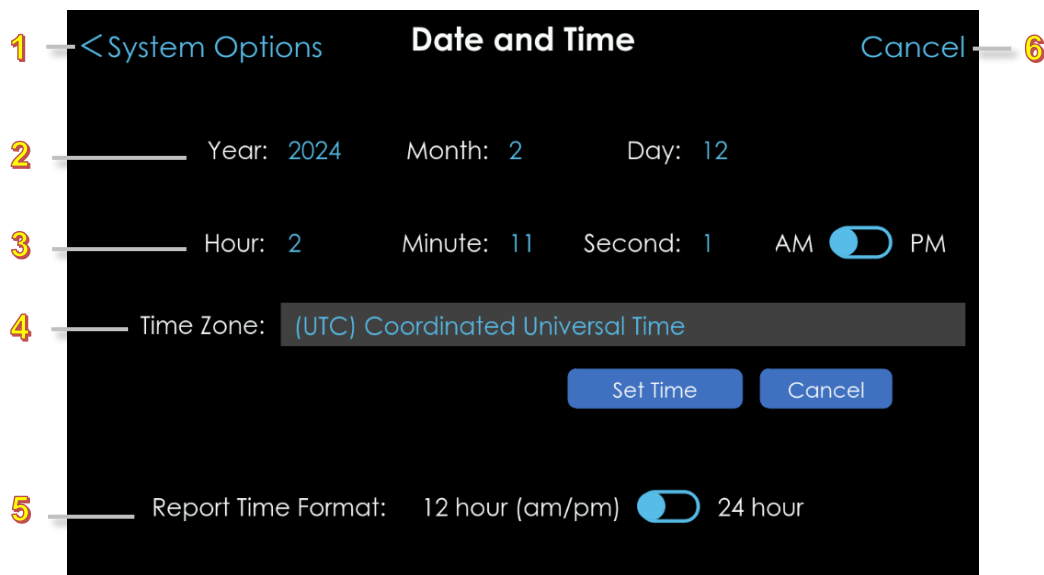 1 <System Options Date and Time Cancel 6
2 Year: 2024 Month: 2 Day: 12
3 Hour: 2 Minute: 11 Second: 1 AM PM
4 Time Zone: (UTC) Coordinated Universal Time
Set Time Cancel
5 Report Time Format: 12 hour (am/pm) 24 hour